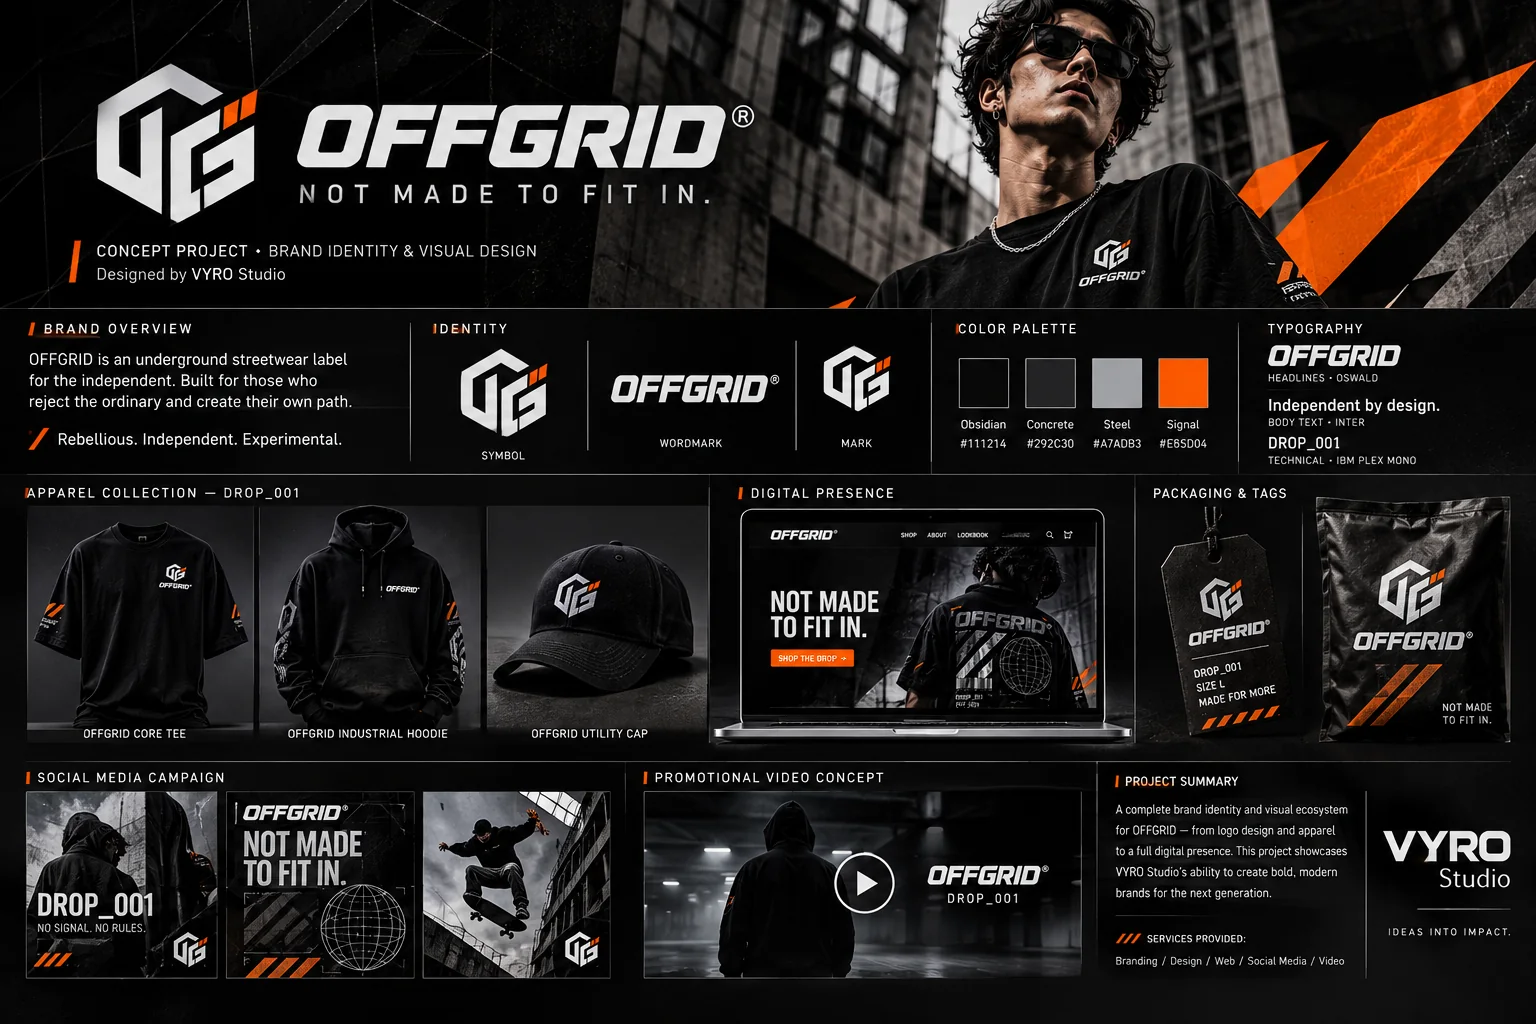 OFFGRID®
NOT MADE TO FIT IN.
CONCEPT PROJECT • BRAND IDENTITY & VISUAL DESIGN
Designed by VYRO Studio
OFFGRID®
BRAND OVERVIEW
OFFGRID is an underground streetwear label
for the independent. Built for those who
reject the ordinary and create their own path.
Rebellious. Independent. Experimental.
IDENTITY
SYMBOL
OFFGRID®
WORDMARK
MARK
COLOR PALETTE
Obsidian
#111214
Concrete
#292C30
Steel
#A7ADB3
Signal
#E65D04
TYPOGRAPHY
OFFGRID
HEADLINES • OSWALD
Independent by design.
BODY TEXT • INTER
DROP_001
TECHNICAL • IBM PLEX MONO
APPAREL COLLECTION — DROP_001
OFFGRID®
OFFGRID CORE TEE
OFFGRID®
OFFGRID INDUSTRIAL HOODIE
OFFGRID UTILITY CAP
DIGITAL PRESENCE
OFFGRID®
SHOP ABOUT LOOKBOOK
NOT MADE
TO FIT IN.
SHOP THE DROP →
OFFGRID®
PACKAGING & TAGS
OFFGRID®
DROP_001
SIZE L
MADE FOR MORE
OFFGRID®
NOT MADE
TO FIT IN.
SOCIAL MEDIA CAMPAIGN
DROP_001
NO SIGNAL. NO RULES.
OFFGRID®
NOT MADE
TO FIT IN.
PROMOTIONAL VIDEO CONCEPT
OFFGRID®
DROP_001
PROJECT SUMMARY
A complete brand identity and visual ecosystem
for OFFGRID — from logo design and apparel
to a full digital presence. This project showcases
VYRO Studio's ability to create bold, modern
brands for the next generation.
SERVICES PROVIDED:
Branding / Design / Web / Social Media / Video
VYRO
Studio
IDEAS INTO IMPACT.